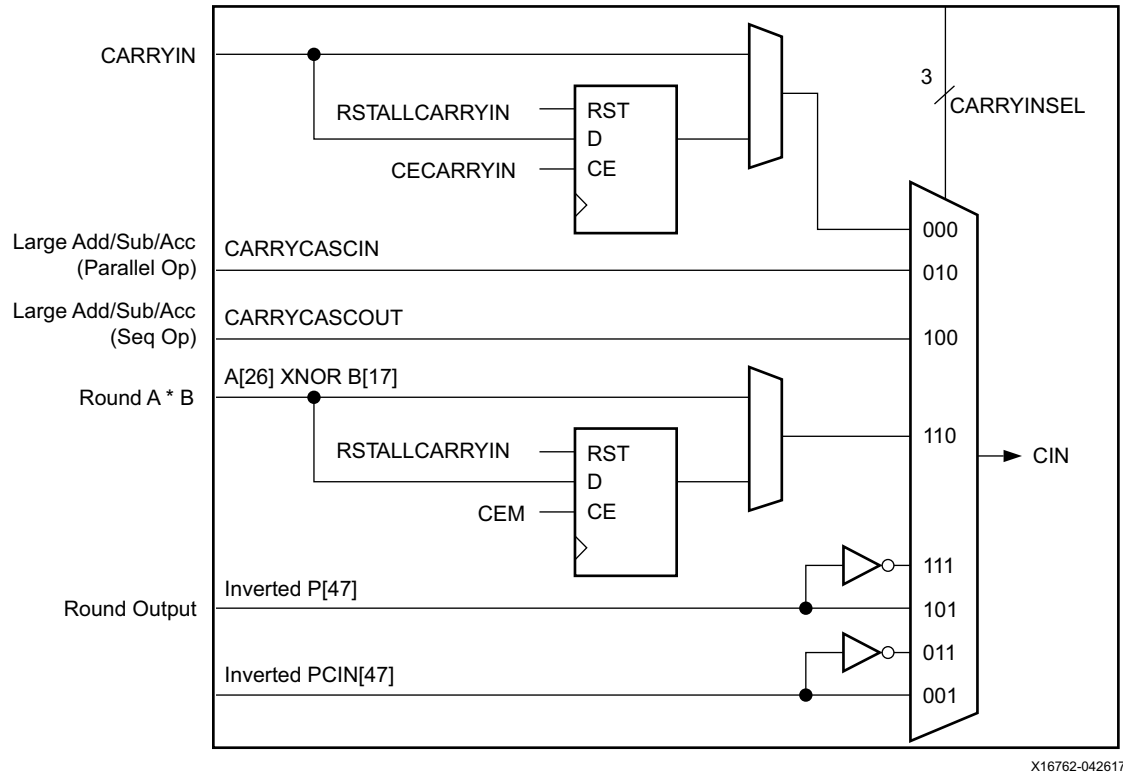 CARRYIN
3
CARRYINSEL
RSTALLCARRYIN
RST
D
CECARRYIN
CE
000
Large Add/Sub/Acc
(Parallel Op)
CARRYCASCIN
010
Large Add/Sub/Acc
(Seq Op)
CARRYCASCOUT
100
A[26] XNOR B[17]
Round A * B
110
RSTALLCARRYIN
RST
D
CEM
CE
CIN
111
Inverted P[47]
Round Output
101
011
Inverted PCIN[47]
001
X16762-042617